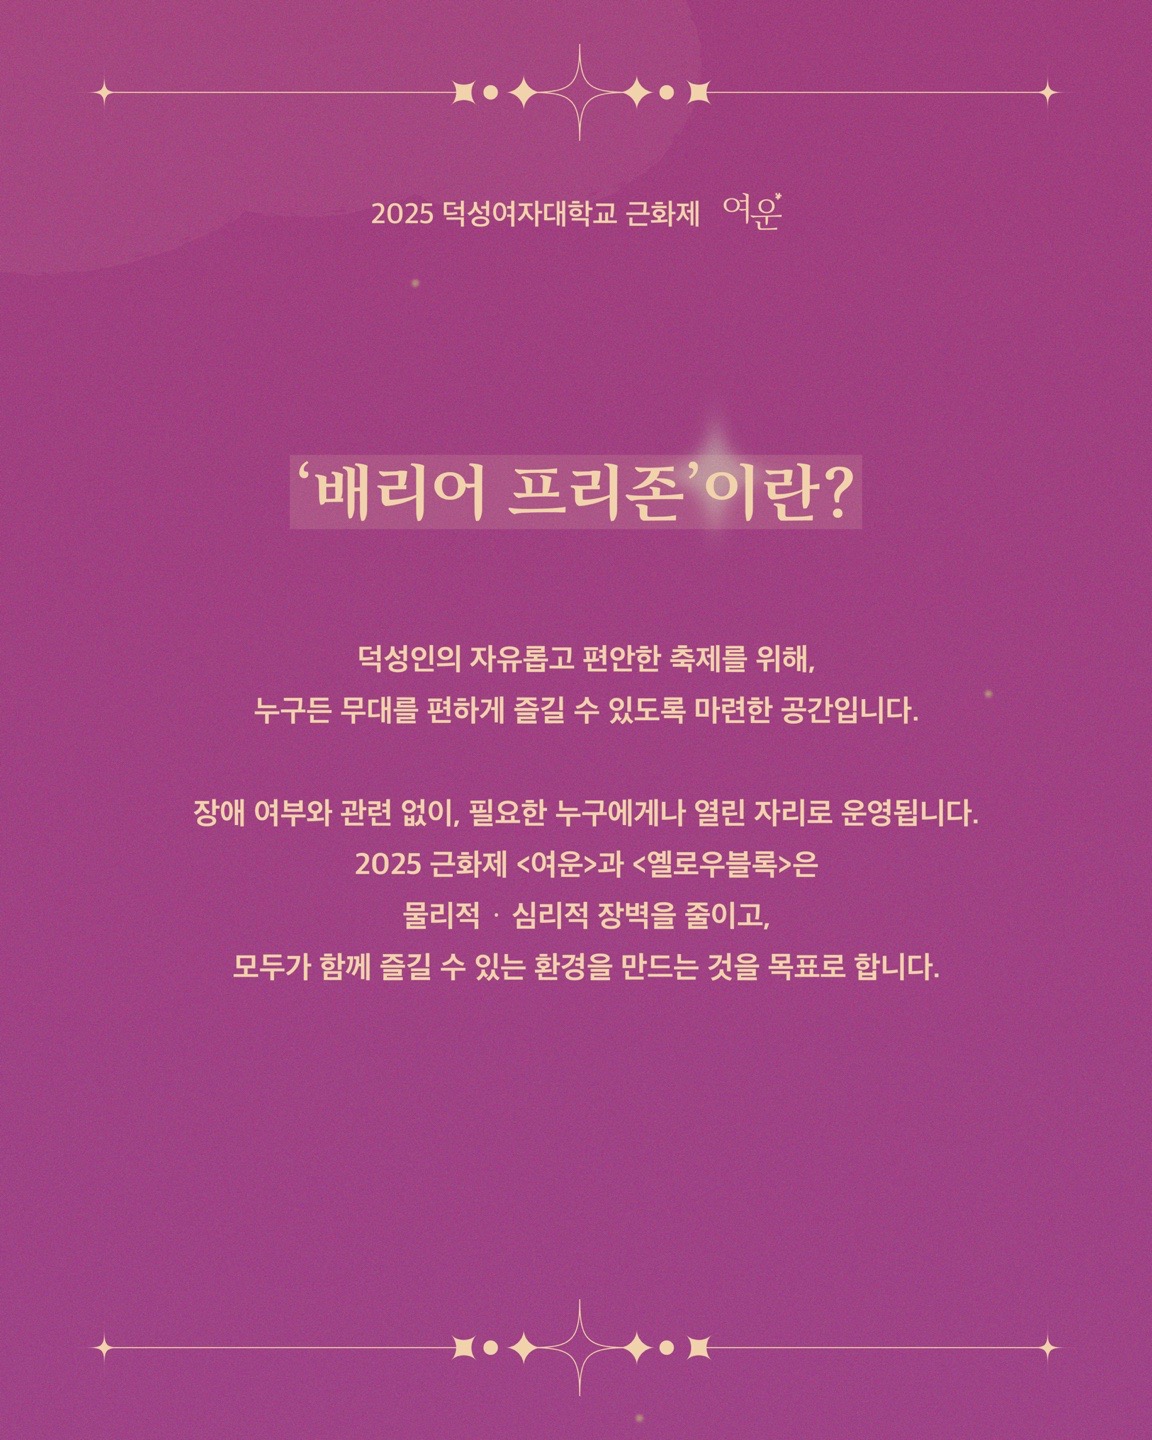 2025 덕성여자대학교 근화제 여운
‘배리어 프리존’이란?
덕성인의 자유롭고 편안한 축제를 위해,
누구든 무대를 편하게 즐길 수 있도록 마련한 공간입니다.
장애 여부와 관련 없이, 필요한 누구에게나 열린 자리로 운영됩니다.
2025 근화제 <여운>과 <옐로우블록>은
물리적 · 심리적 장벽을 줄이고,
모두가 함께 즐길 수 있는 환경을 만드는 것을 목표로 합니다.